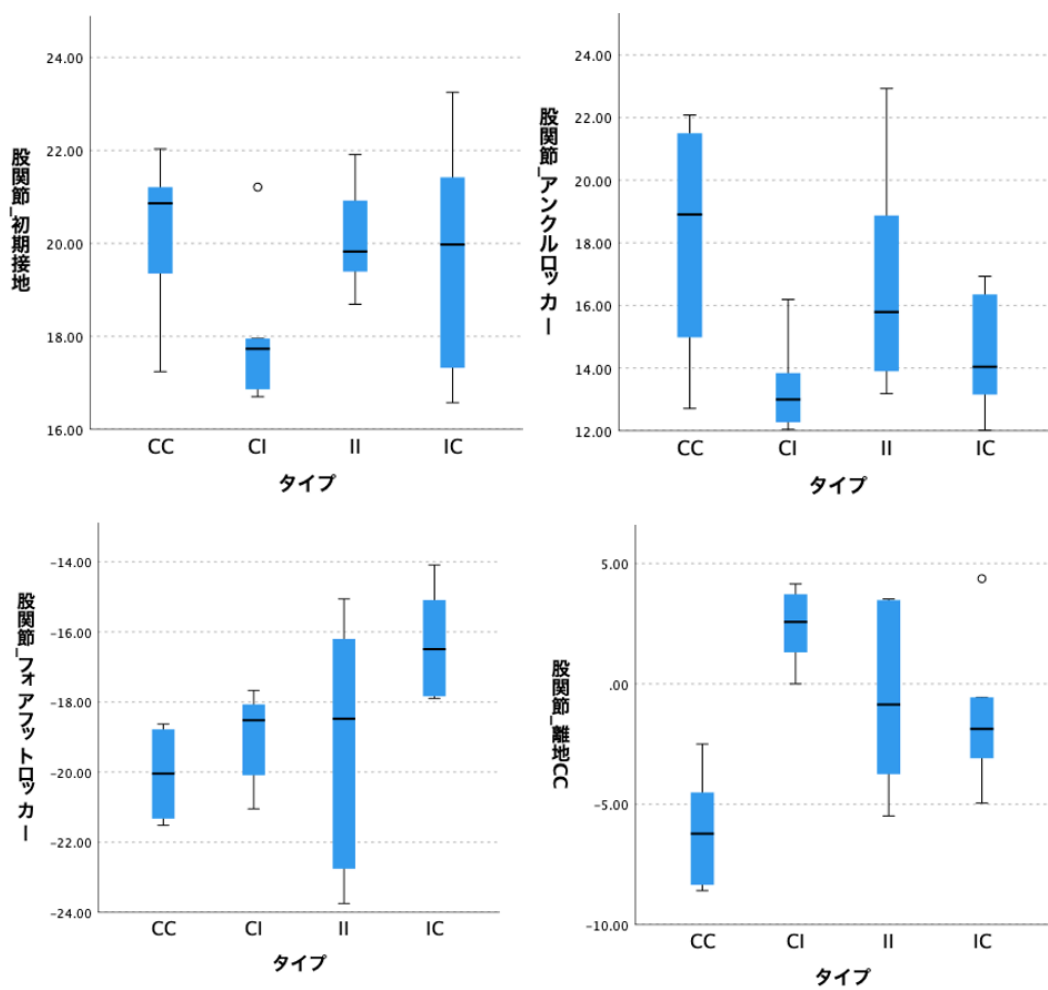 股関節_初期接地
24.00
22.00
20.00
18.00
16.00
CC
CI
II
IC
タイプ
股関節_アンクルロッカー
24.00
22.00
20.00
18.00
16.00
14.00
12.00
CC
CI
II
IC
タイプ
股関節_フォアフットロッカー
-14.00
-16.00
-18.00
-20.00
-22.00
-24.00
CC
CI
II
IC
タイプ
股関節_離地CC
5.00
.00
-5.00
-10.00
CC
CI
II
IC
タイプ